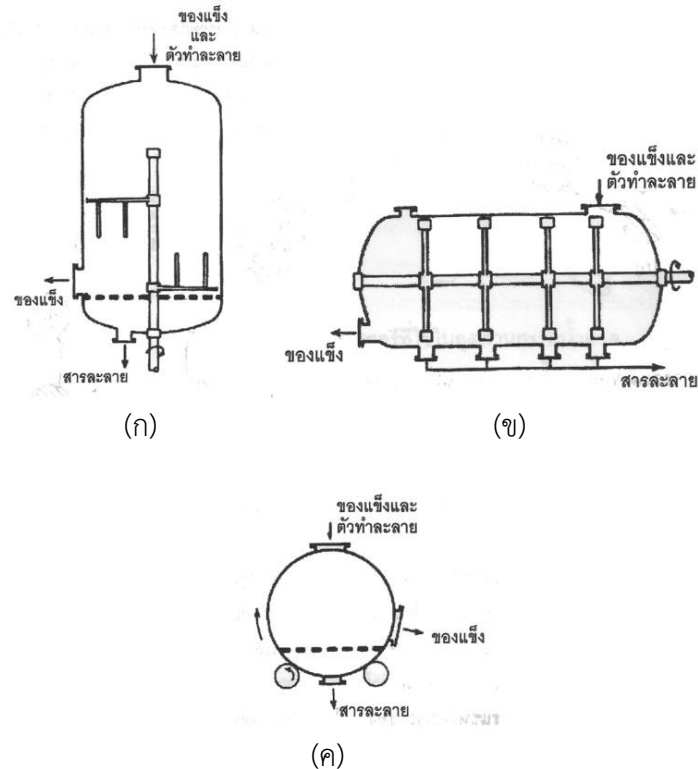 ของแข็ง
และ
ตัวทำละลาย
ของแข็ง
สารละลาย
(ก)
ของแข็งและ
ตัวทำละลาย
ของแข็ง
สารละลาย
(ข)
ของแข็งและ
ตัวทำละลาย
ของแข็ง
สารละลาย
(ค)